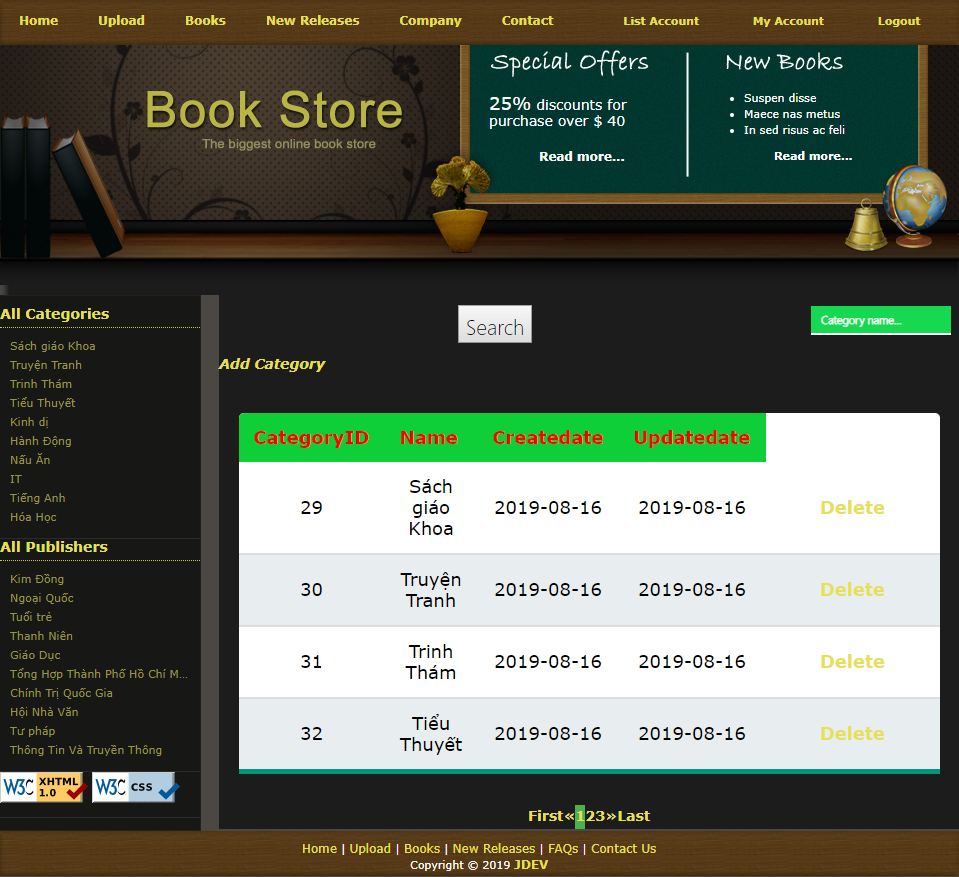 Home Upload Books New Releases Company Contact List Account My Account Logout
Book Store
The biggest online book store
Special Offers
25% discounts for
purchase over $ 40
Read more...
New Books
Suspen disse
Maece nas metus
In sed risus ac feli
Read more...
All Categories
Sách giáo Khoa
Truyện Tranh
Trinh Thám
Tiểu Thuyết
Kinh dị
Hành Động
Nấu Ăn
IT
Tiếng Anh
Hóa Học
All Publishers
Kim Đồng
Ngoại Quốc
Tuổi trẻ
Thanh Niên
Giáo Dục
Tổng Hợp Thành Phố Hồ Chí M...
Chính Trị Quốc Gia
Hội Nhà Văn
Tư pháp
Thông Tin Và Truyền Thông
W3C XHTML 1.0
W3C CSS
Search
Category name...
Add Category
CategoryID Name Createdate Updatedate
29 Sách giáo Khoa 2019-08-16 2019-08-16 Delete
30 Truyện Tranh 2019-08-16 2019-08-16 Delete
31 Trinh Thám 2019-08-16 2019-08-16 Delete
32 Tiểu Thuyết 2019-08-16 2019-08-16 Delete
First«123»Last
Home | Upload | Books | New Releases | FAQs | Contact Us
Copyright © 2019 JDEV